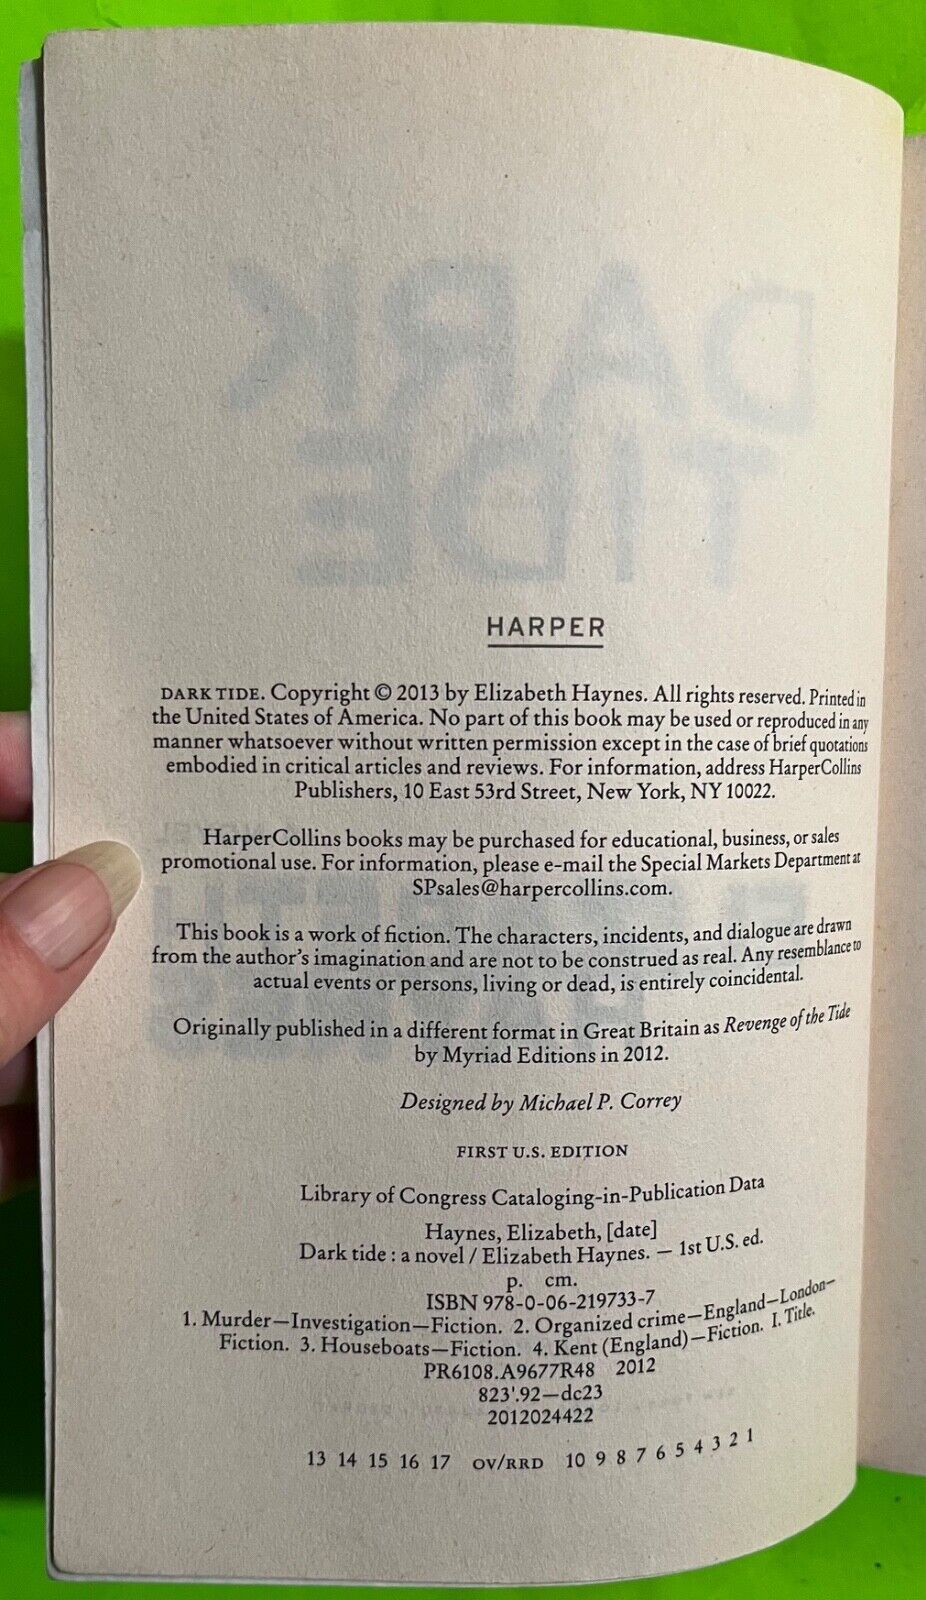 HARPER
DARK TIDE. Copyright © 2013 by Elizabeth Haynes. All rights reserved. Printed in
the United States of America. No part of this book may be used or reproduced in any
manner whatsoever without written permission except in the case of brief quotations
embodied in critical articles and reviews. For information, address HarperCollins
Publishers, 10 East 53rd Street, New York, NY 10022.
HarperCollins books may be purchased for educational, business, or sales
promotional use. For information, please e-mail the Special Markets Department at
SPsales@harpercollins.com.
This book is a work of fiction. The characters, incidents, and dialogue are drawn
from the author's imagination and are not to be construed as real. Any resemblance to
actual events or persons, living or dead, is entirely coincidental.
Originally published in a different format in Great Britain as Revenge of the Tide
by Myriad Editions in 2012.
Designed by Michael P. Correy
FIRST U.S. EDITION
Library of Congress Cataloging-in-Publication Data
Haynes, Elizabeth, [date]
Dark tide : a novel / Elizabeth Haynes. — 1st U.S. ed.
p. cm.
ISBN 978-0-06-219733-7
1. Murder—Investigation—Fiction. 2. Organized crime—England—London—
Fiction. 3. Houseboats—Fiction. 4. Kent (England)—Fiction. I. Title.
PR6108.A9677R48 2012
823'.92—dc23
2012024422
13 14 15 16 17 OV/RRD 10 9 8 7 6 5 4 3 2 1